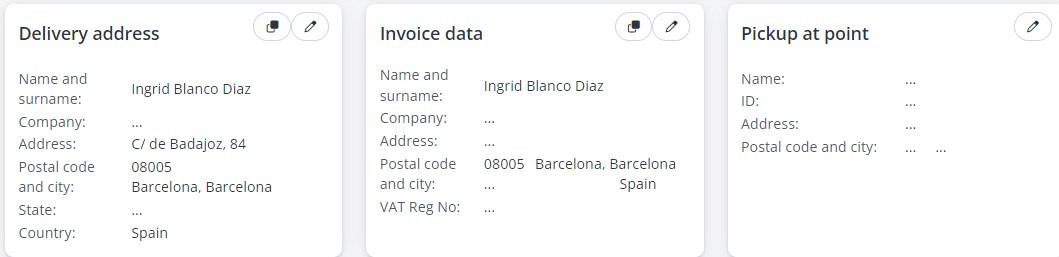 Delivery address
Name and surname: Ingrid Blanco Diaz
Company: ...
Address: C/ de Badajoz, 84
Postal code and city: 08005
Barcelona, Barcelona
State: ...
Country: Spain
Invoice data
Name and surname: Ingrid Blanco Diaz
Company: ...
Address: ...
Postal code 08005 Barcelona, Barcelona
and city: ... Spain
VAT Reg No: ...
Pickup at point
Name: ...
ID: ...
Address: ...
Postal code and city: ... ...